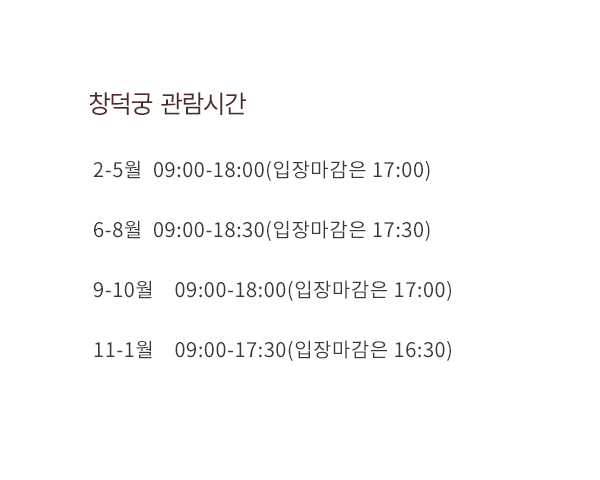 창덕궁 관람시간
2-5월 09:00-18:00(입장마감은 17:00)
6-8월 09:00-18:30(입장마감은 17:30)
9-10월 09:00-18:00(입장마감은 17:00)
11-1월 09:00-17:30(입장마감은 16:30)